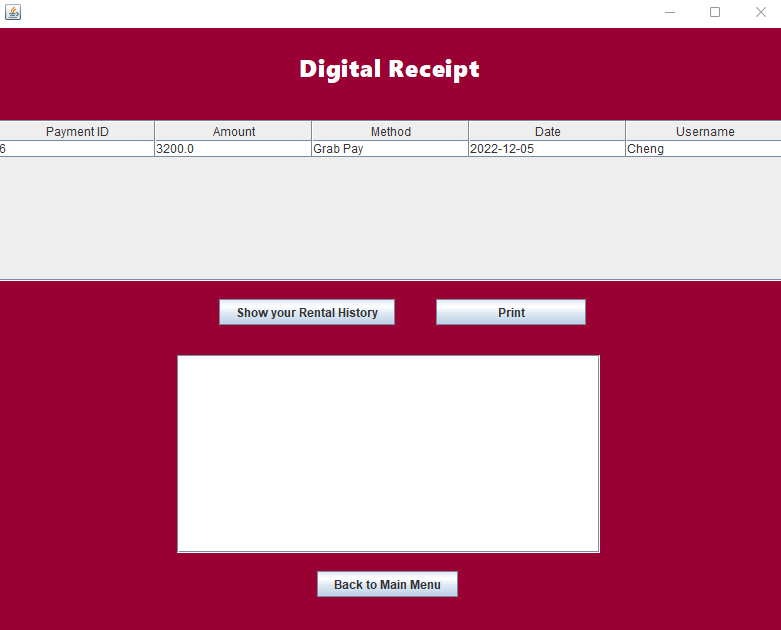 Digital Receipt
Payment ID Amount Method Date Username
6 3200.0 Grab Pay 2022-12-05 Cheng
Show your Rental History Print
Back to Main Menu